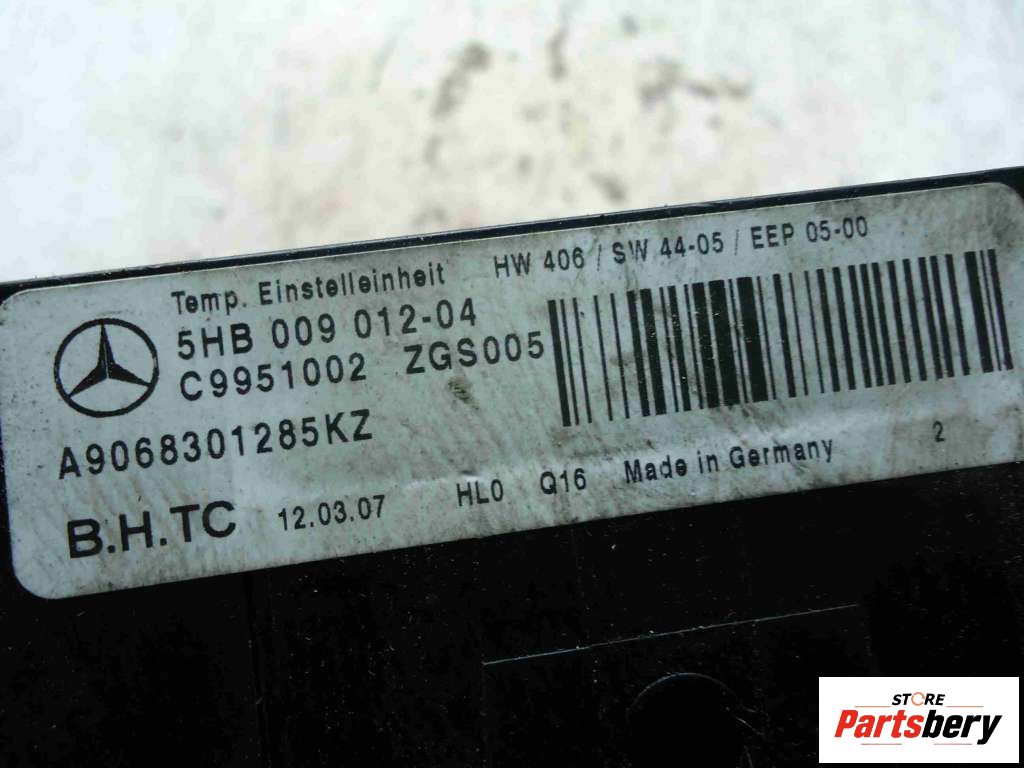 Temp. Einstelleinheit HW 406 / SW 44-05 / EEP 05-00
5HB 009 012-04
C9951002 ZGS005
A9068301285KZ
B.H.TC 12.03.07 HL0 Q16 Made in Germany 2
STORE
Partsbery